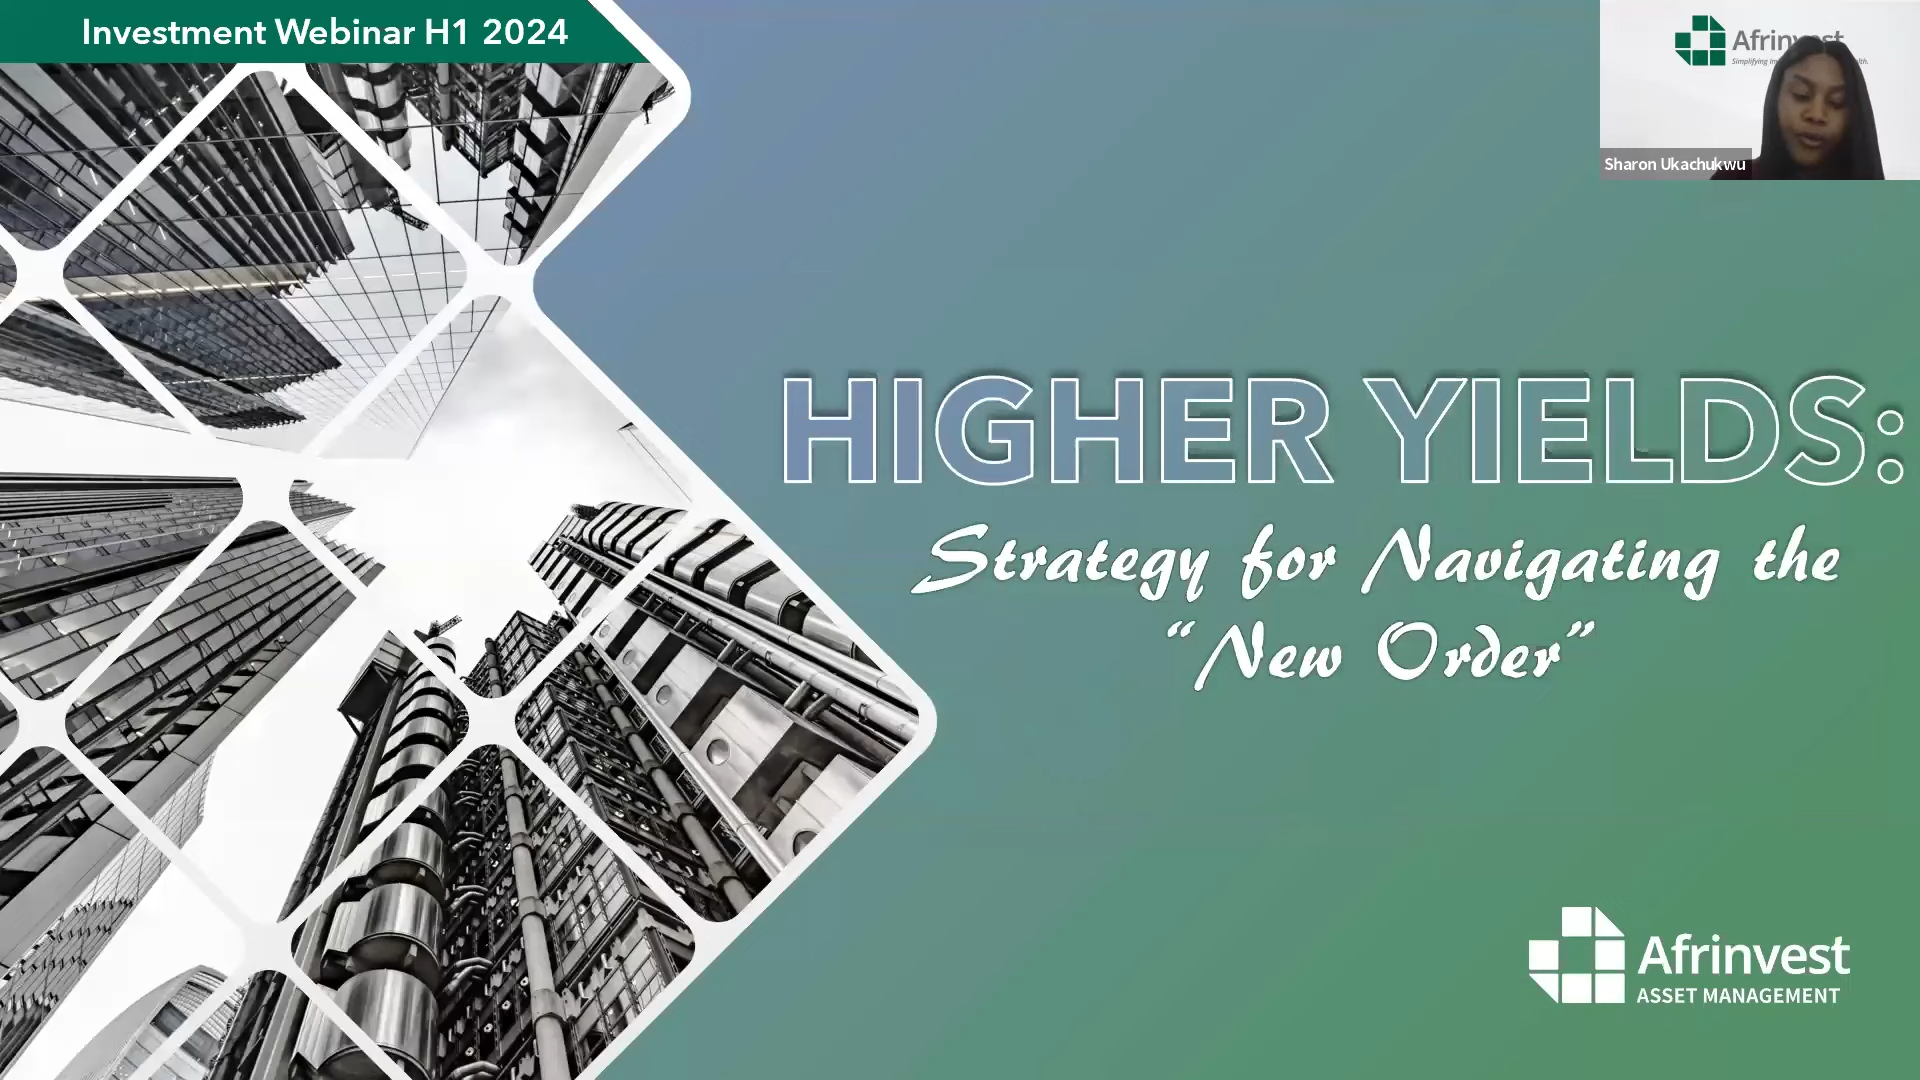 Investment Webinar H1 2024
Afrinvest
Sharon Ukachukwu
HIGHER YIELDS:
Strategy for Navigating the
“New Order”
Afrinvest
ASSET MANAGEMENT